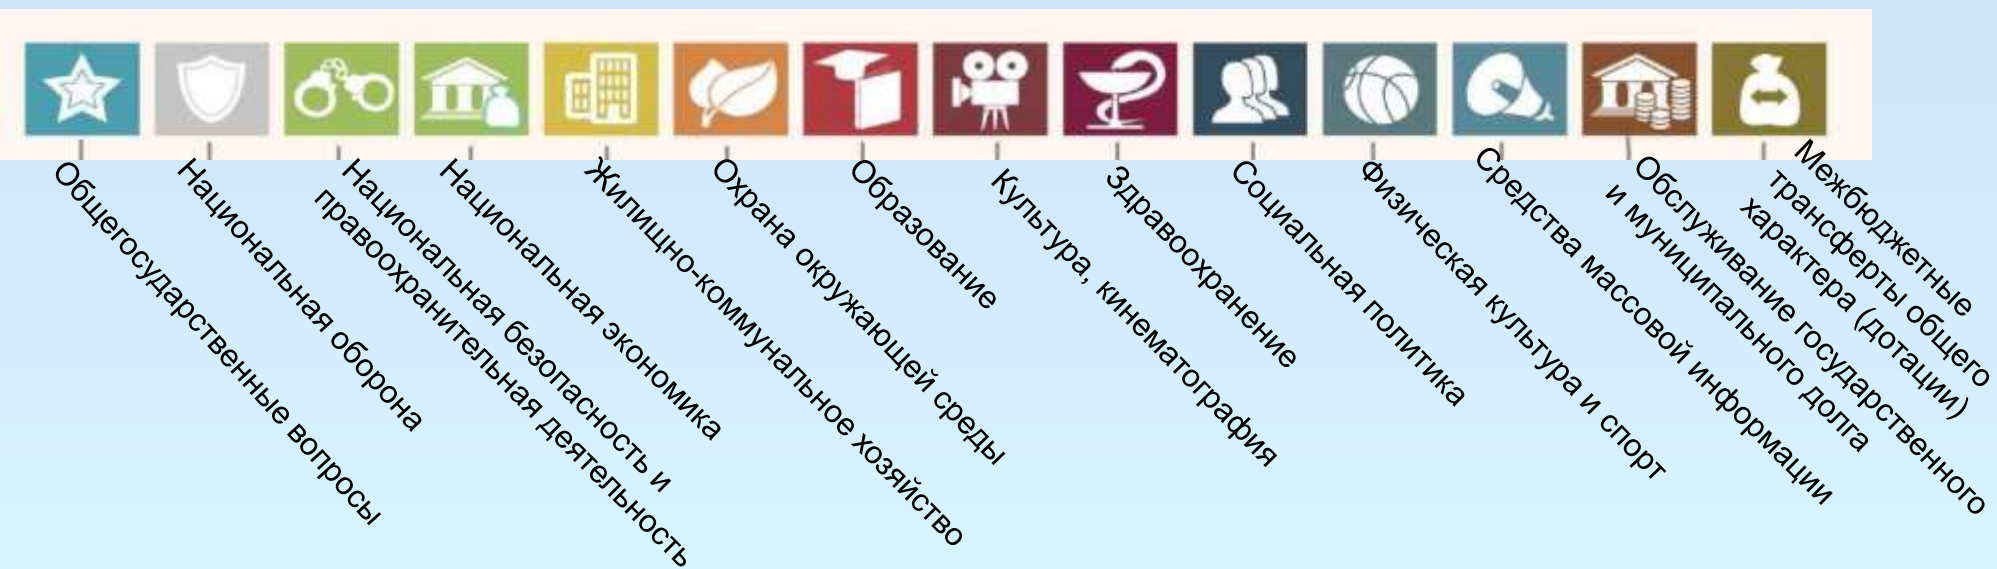 Общегосударственные вопросы
Национальная оборона
Национальная безопасность и
правоохранительная деятельность
Национальная экономика
Жилищно-коммунальное хозяйство
Охрана окружающей среды
Образование
Культура, кинематография
Здравоохранение
Социальная политика
Физическая культура и спорт
Средства массовой информации
Обслуживание государственного
и муниципального долга
Межбюджетные
трансферты общего
характера (дотации)